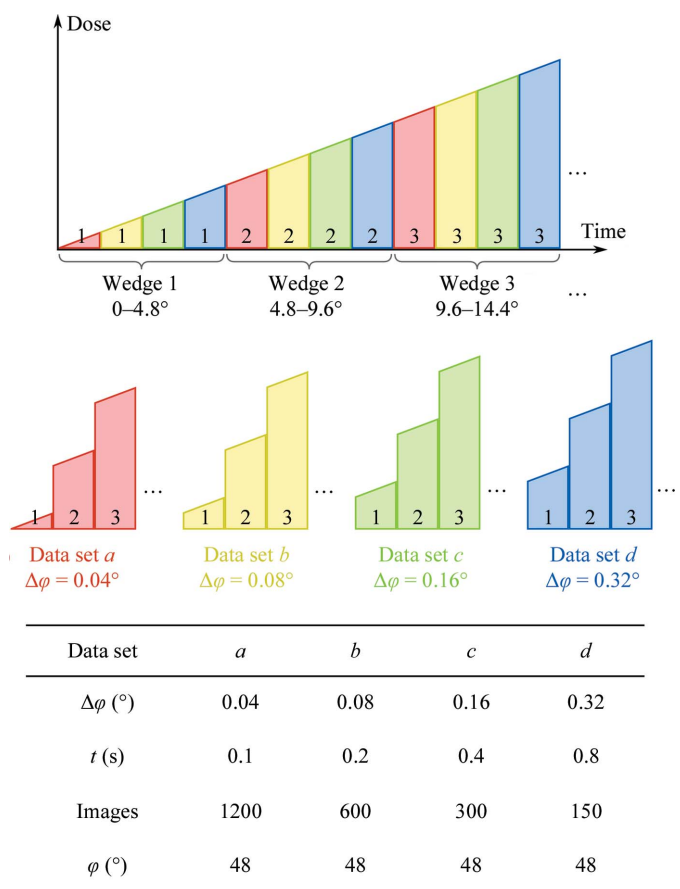 Dose
1 1 1 1 2 2 2 2 3 3 3 3
...
Time
Wedge 1 Wedge 2 Wedge 3
0–4.8° 4.8–9.6° 9.6–14.4°
...
1 2 3 ... 1 2 3 ... 1 2 3 ... 1 2 3 ...
Data set a Data set b Data set c Data set d
Δφ = 0.04° Δφ = 0.08° Δφ = 0.16° Δφ = 0.32°
Data set a b c d
Δφ (°) 0.04 0.08 0.16 0.32
t (s) 0.1 0.2 0.4 0.8
Images 1200 600 300 150
φ (°) 48 48 48 48